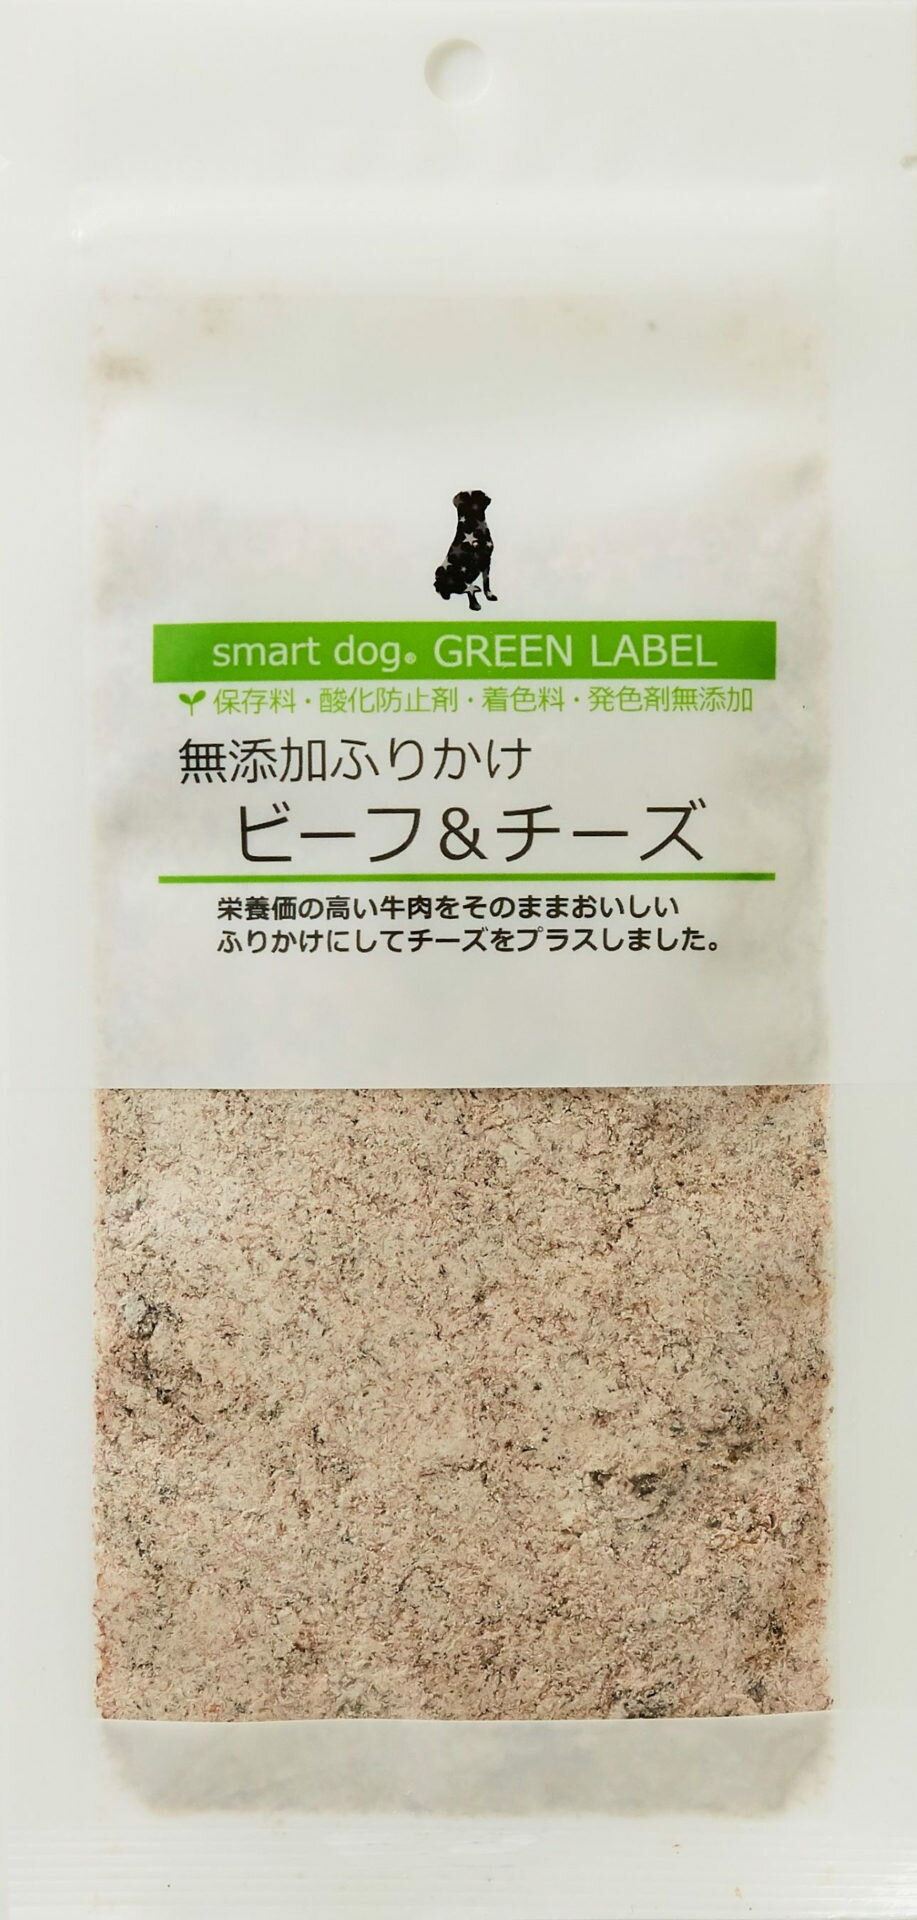 smart dog® GREEN LABEL
保存料・酸化防止剤・着色料・発色剤無添加
無添加ふりかけ
ビーフ&チーズ
栄養価の高い牛肉をそのままおいしい
ふりかけにしてチーズをプラスしました。